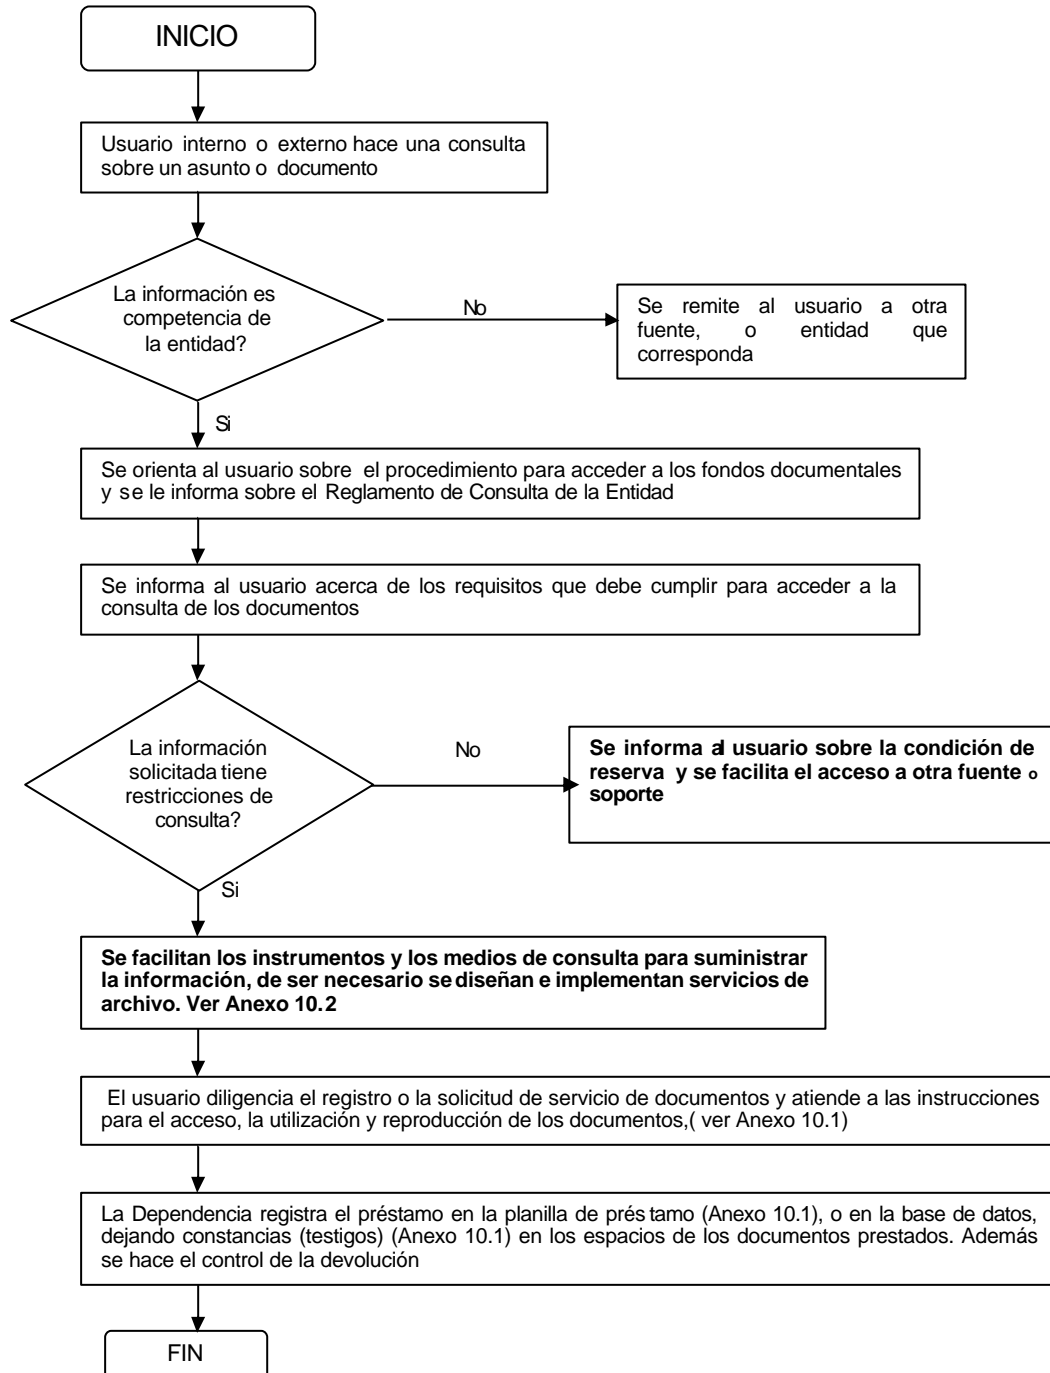 INICIO
Usuario interno o externo hace una consulta
sobre un asunto o documento
La información es
competencia de
la entidad?
No
Se remite al usuario a otra
fuente, o entidad que
corresponda
Si
Se orienta al usuario sobre el procedimiento para acceder a los fondos documentales
y se le informa sobre el Reglamento de Consulta de la Entidad
Se informa al usuario acerca de los requisitos que debe cumplir para acceder a la
consulta de los documentos
La información
solicitada tiene
restricciones de
consulta?
No
Se informa al usuario sobre la condición de
reserva y se facilita el acceso a otra fuente o
soporte
Si
Se facilitan los instrumentos y los medios de consulta para suministrar
la información, de ser necesario se diseñan e implementan servicios de
archivo. Ver Anexo 10.2
El usuario diligencia el registro o la solicitud de servicio de documentos y atiende a las instrucciones
para el acceso, la utilización y reproducción de los documentos,( ver Anexo 10.1)
La Dependencia registra el préstamo en la planilla de préstamo (Anexo 10.1), o en la base de datos,
dejando constancias (testigos) (Anexo 10.1) en los espacios de los documentos prestados. Además
se hace el control de la devolución
FIN